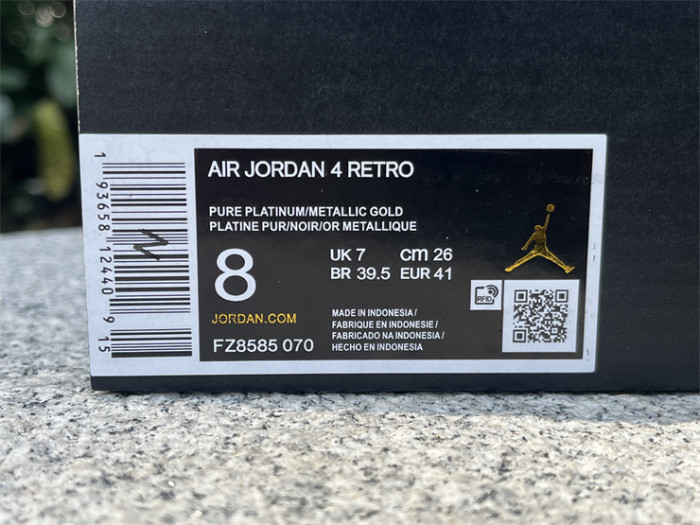 AIR JORDAN 4 RETRO
PURE PLATINUM/METALLIC GOLD
PLATINE PUR/NOIR/OR METALLIQUE
8
UK 7 cm 26
BR 39.5 EUR 41
RFID
JORDAN.COM
MADE IN INDONESIA /
FABRIQUE EN INDONESIE /
FABRICADO NA INDONESIA /
HECHO EN INDONESIA
FZ8585 070
1 93658 12440 9 15